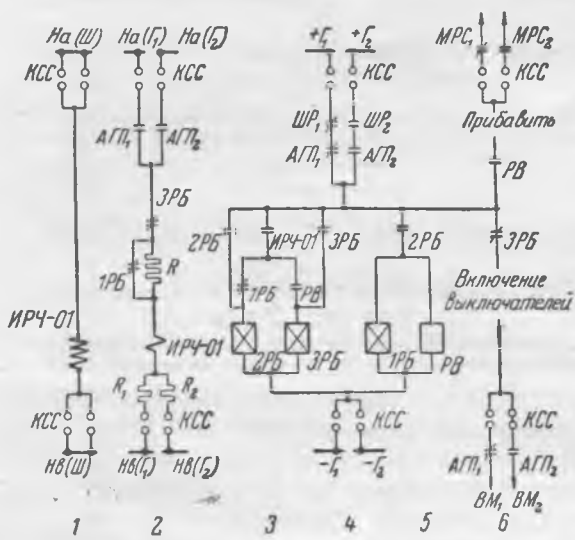 На(Ш) На(Г₁) На(Г₂) +Г₁ +Г₂ МРС₁ МРС₂
КСС КСС КСС КСС
Прибавить
АГП₁ АГП₂ ШР₁ ШР₂
АГП₁ АГП₂ РВ
3РБ
2РБ ИРЧ-01 3РБ 2РБ 3РБ
1РБ R 1РБ РВ
Включение
выключателей
ИРЧ-01 ИРЧ-01
2РБ 3РБ 1РБ РВ
R₁ R₂
КСС КСС КСС КСС
-Г₁ -Г₂ АГП₁ АГП₂
Нв(Ш) Нв(Г₁) Нв(Г₂) ВМ₁ ВМ₂
1 2 3 4 5 6